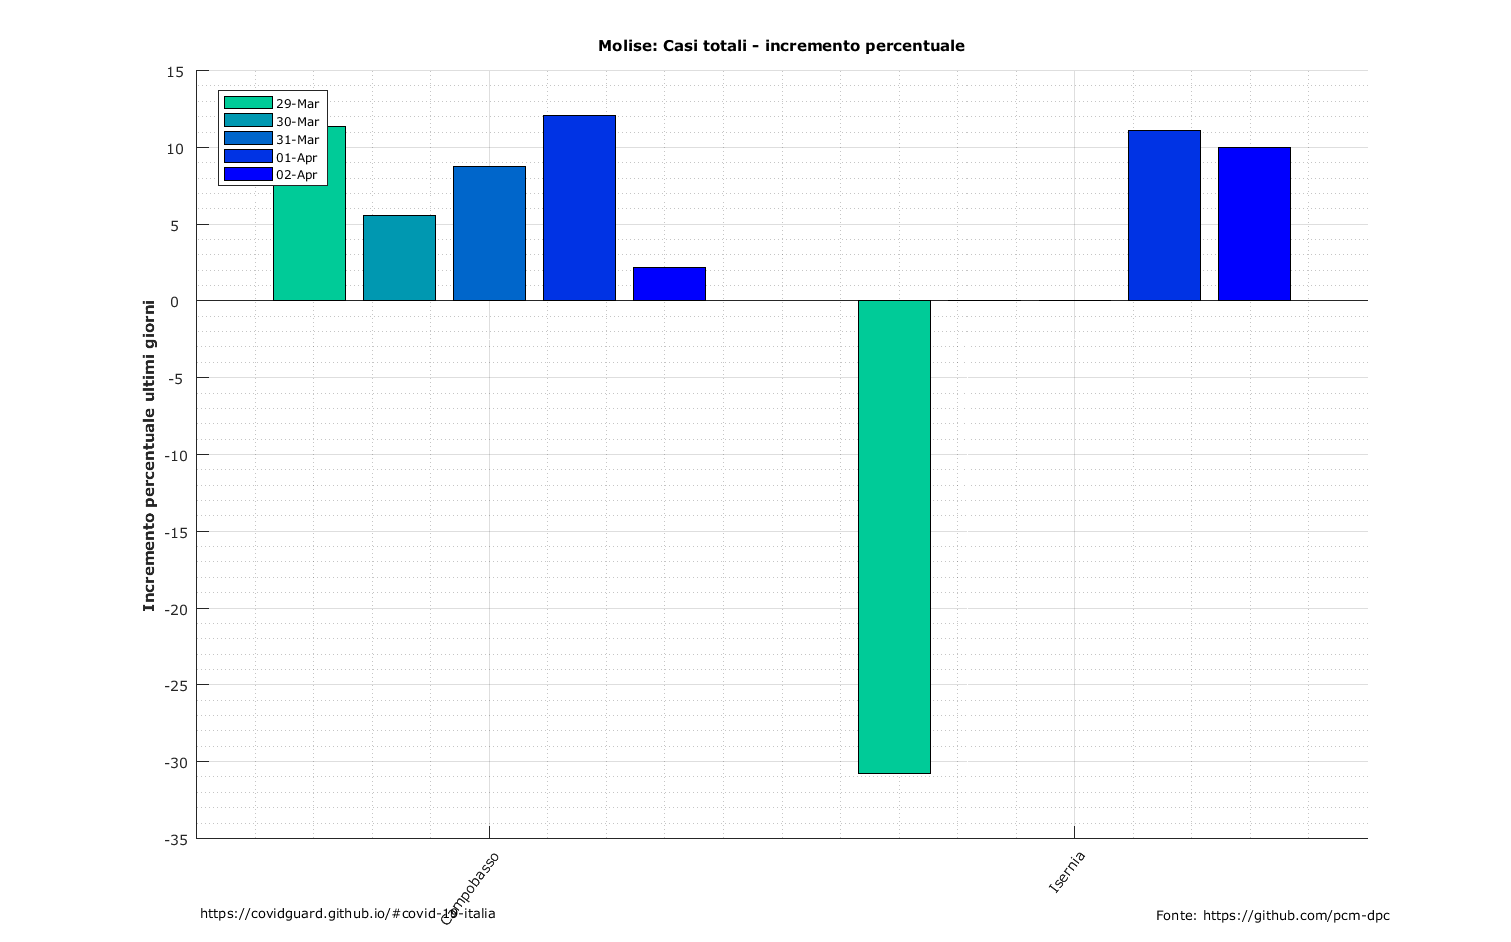 Molise: Casi totali - incremento percentuale
Incremento percentuale ultimi giorni
15
10
5
0
-5
-10
-15
-20
-25
-30
-35
29-Mar
30-Mar
31-Mar
01-Apr
02-Apr
Campobasso
Isernia
https://covidguard.github.io/#covid-19-italia
Fonte: https://github.com/pcm-dpc